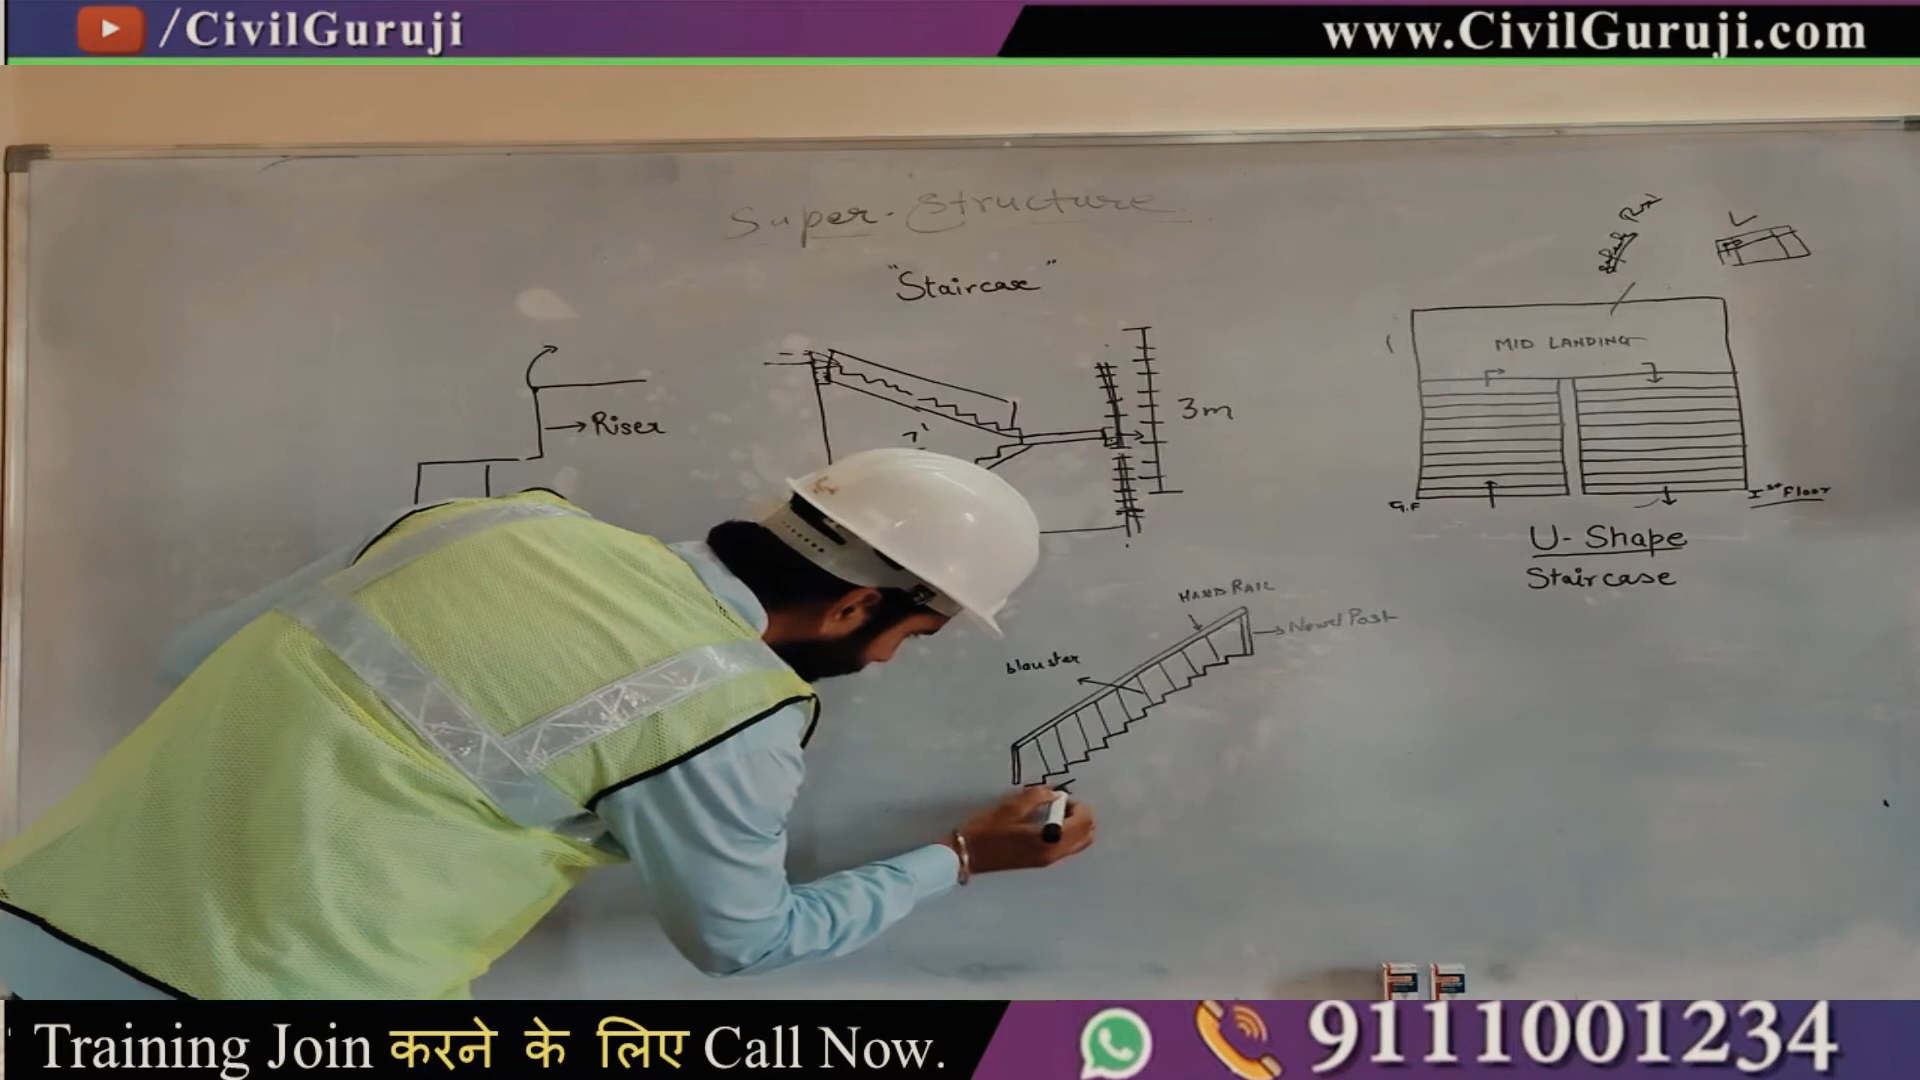 /CivilGuruji
www.CivilGuruji.com
Super-Structure
"Staircase"
Riser
3m
MID LANDING
G.F
Ist Floor
U-Shape
Staircase
HAND RAIL
Newel Post
blauster
Training Join करने के लिए Call Now.
9111001234